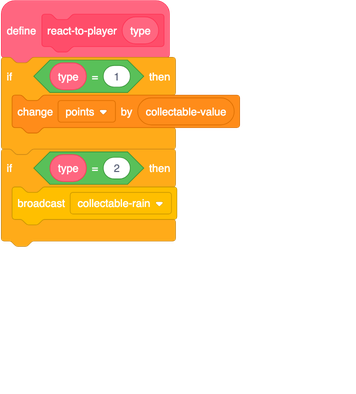 define react-to-player type
if type = 1 then
change points by collectable-value
if type = 2 then
broadcast collectable-rain